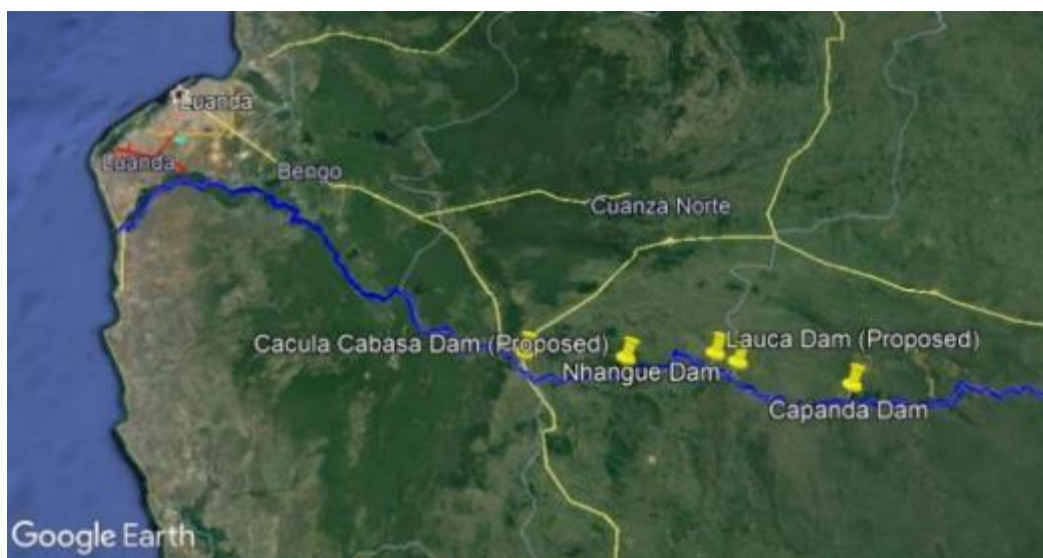 Luanda
Luanda
Bengo
Cuanza Norte
Cacula Cabasa Dam (Proposed)
Lauca Dam (Proposed)
Nhangue Dam
Capanda Dam
Google Earth